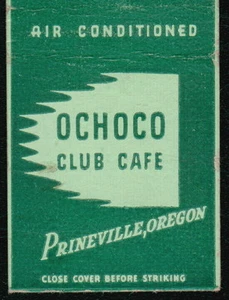 AIR CONDITIONED
OCHOCO
CLUB CAFE
PRINEVILLE, OREGON
CLOSE COVER BEFORE STRIKING